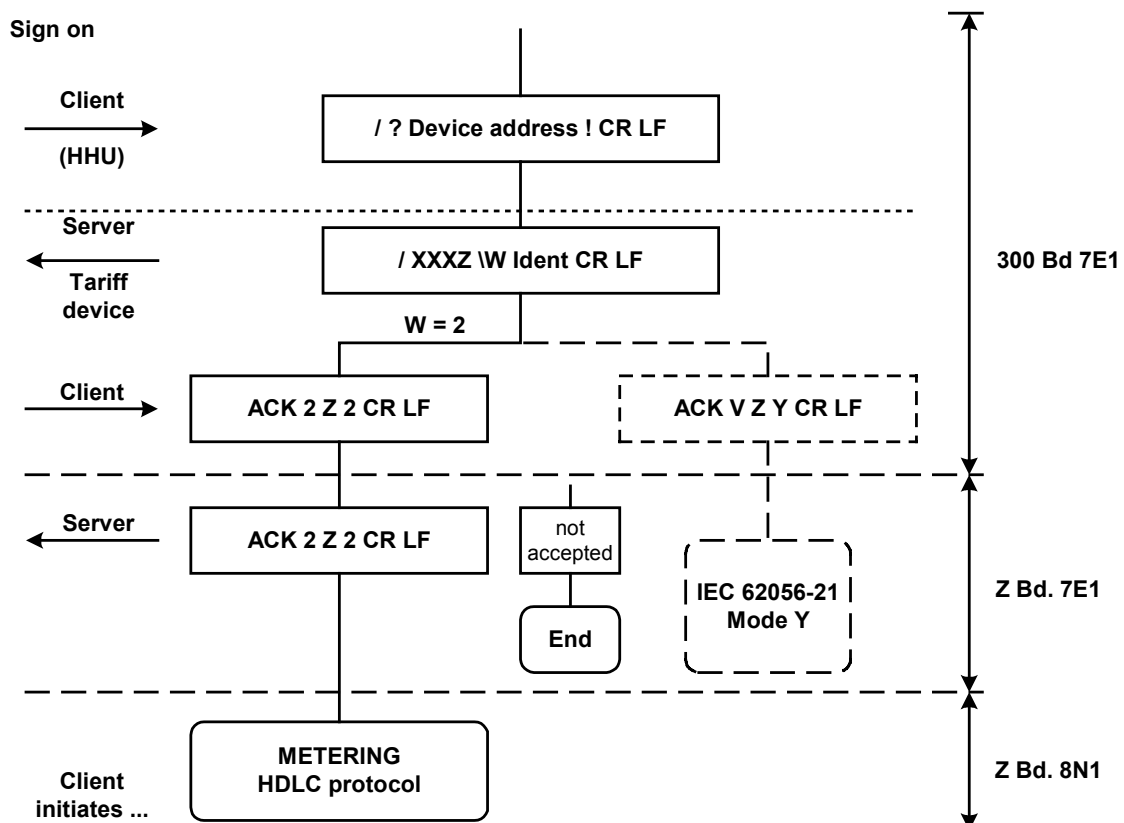 Sign on
Client
(HHU)
/ ? Device address ! CR LF
Server
Tariff
device
/ XXXZ \W Ident CR LF
300 Bd 7E1
W = 2
Client
ACK 2 Z 2 CR LF
ACK V Z Y CR LF
Server
ACK 2 Z 2 CR LF
not
accepted
End
IEC 62056-21
Mode Y
Z Bd. 7E1
METERING
HDLC protocol
Client
initiates ...
Z Bd. 8N1